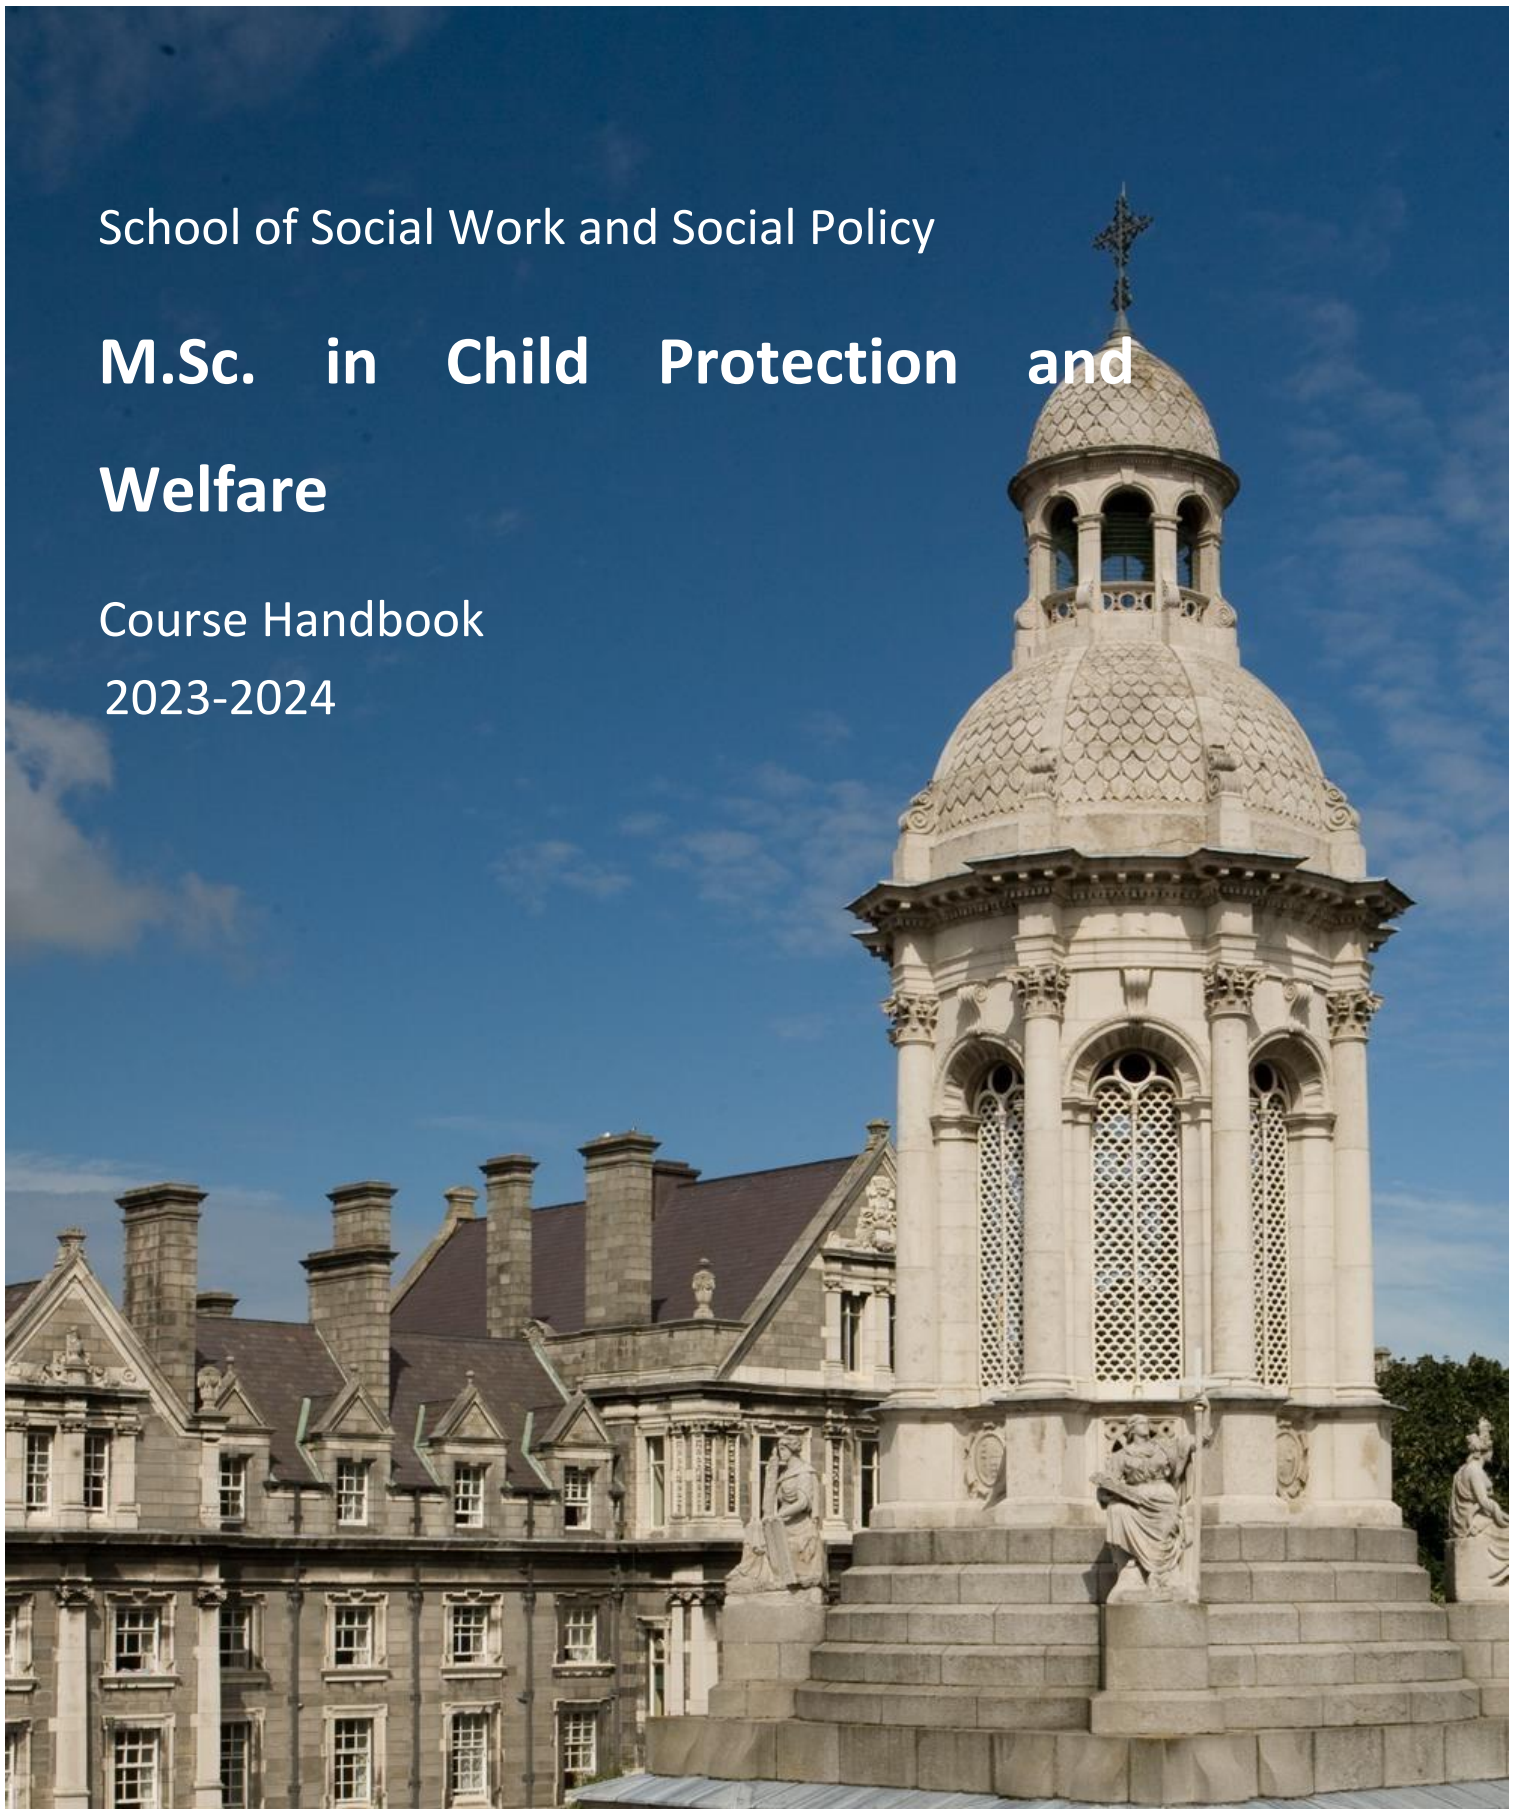 School of Social Work and Social Policy
M.Sc. in Child Protection and
Welfare
Course Handbook
2023-2024